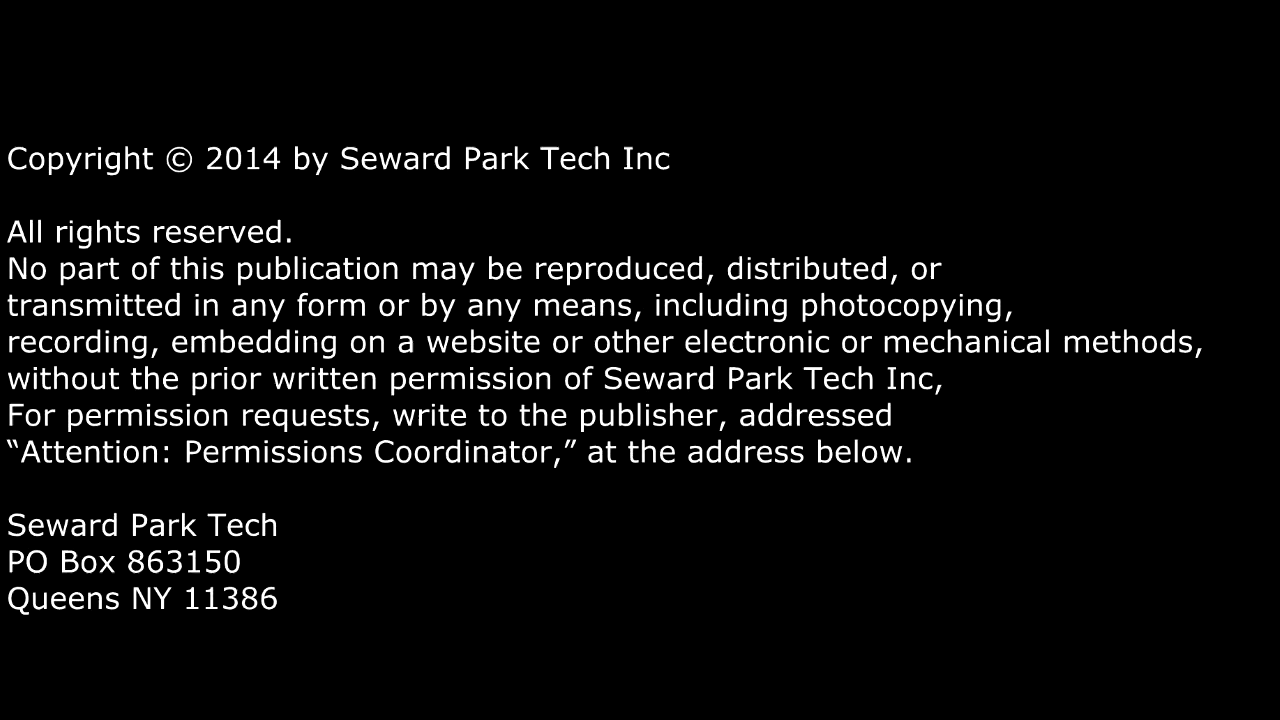 Copyright © 2014 by Seward Park Tech Inc
All rights reserved.
No part of this publication may be reproduced, distributed, or
transmitted in any form or by any means, including photocopying,
recording, embedding on a website or other electronic or mechanical methods,
without the prior written permission of Seward Park Tech Inc,
For permission requests, write to the publisher, addressed
“Attention: Permissions Coordinator,” at the address below.
Seward Park Tech
PO Box 863150
Queens NY 11386